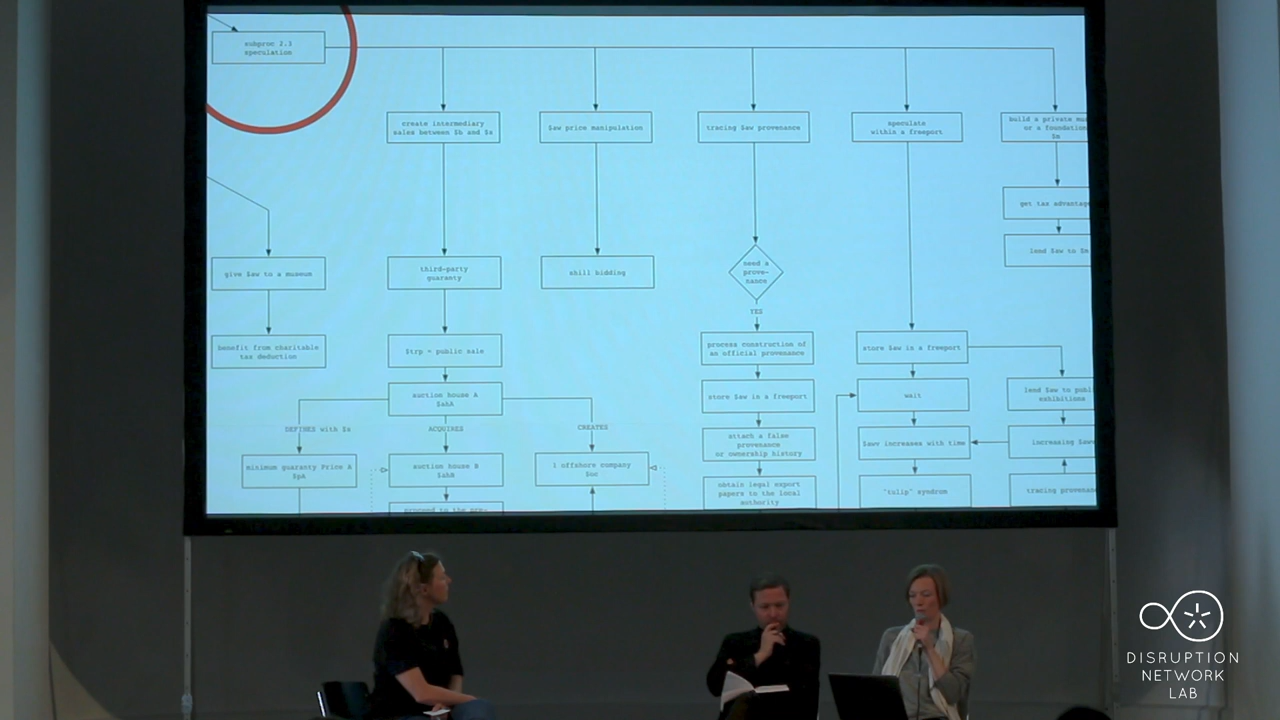 subproc 2.1
speculation
create intermediary
sales between $b and $s
$aw price manipulation
tracing $aw provenance
speculate
within a freeport
build a private mu
or a foundation
$m
get tax advantage
lend $aw to $m
give $aw to a museum
third-party
guaranty
shill bidding
need a
prove-
nance
YES
benefit from charitable
tax deduction
$trp = public sale
process construction of
an official provenance
store $aw in a freeport
auction house A
$ahA
store $aw in a freeport
wait
lend $aw to publ
exhibitions
DEFINES with $s
ACQUIRES
CREATES
attach a false
provenance
or ownership history
$awv increases with time
increasing $aw
minimum guaranty Price A
$pA
auction house B
$ahB
1 offshore company
$oc
obtain legal export
papers to the local
authority
"tulip" syndrom
tracing provenan
proceed to the
DISRUPTION
NETWORK
LAB